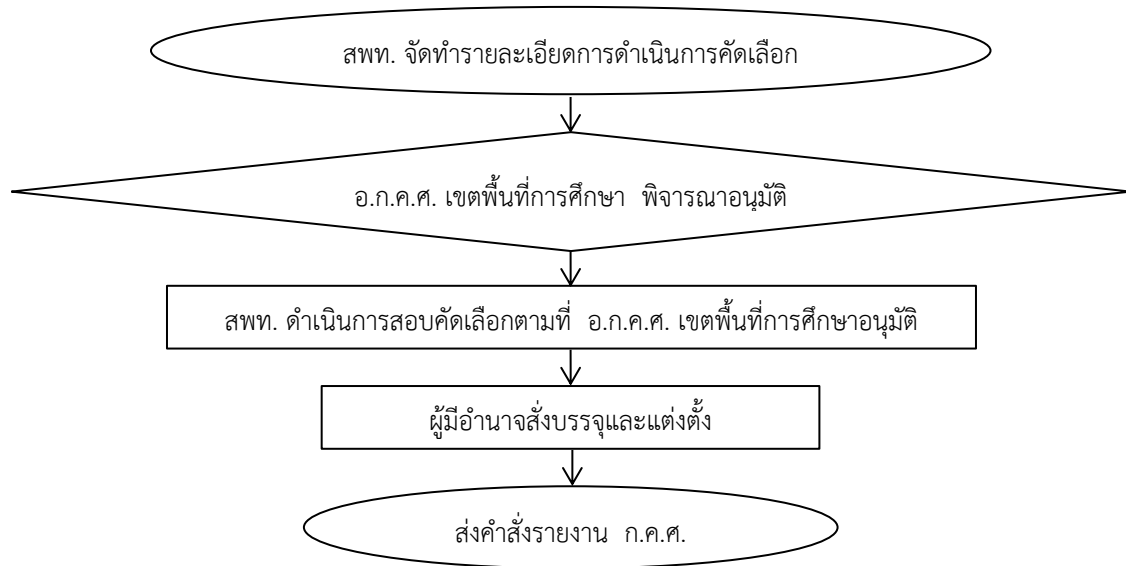 สพท. จัดทำรายละเอียดการดำเนินการคัดเลือก
อ.ก.ค.ศ. เขตพื้นที่การศึกษา พิจารณาอนุมัติ
สพท. ดำเนินการสอบคัดเลือกตามที่ อ.ก.ค.ศ. เขตพื้นที่การศึกษาอนุมัติ
ผู้มีอำนาจสั่งบรรจุและแต่งตั้ง
ส่งคำสั่งรายงาน ก.ค.ศ.